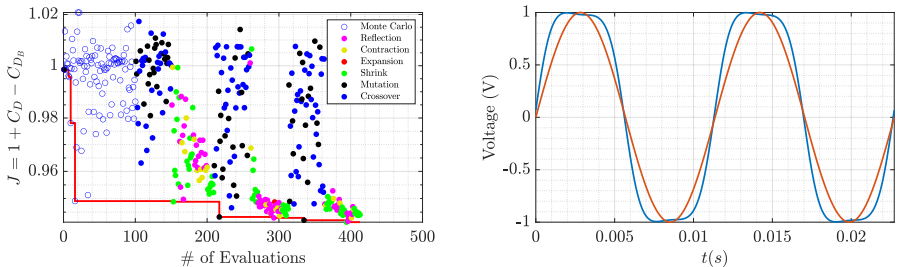 J = 1 + C_D − C_{D_B}
1
0.98
0.96
0
100
200
300
400
500
# of Evaluations
Monte Carlo
Reflection
Contraction
Expansion
Shrink
Mutation
Crossover
Voltage (V)
1
0.5
0
-0.5
-1
0
0.005
0.01
0.015
0.02
t(s)